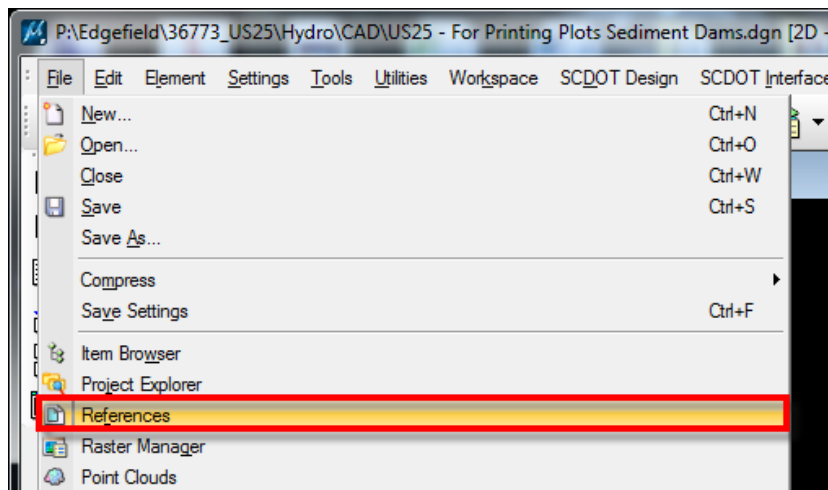 P:\Edgefield\36773_US25\Hydro\CAD\US25 - For Printing Plots Sediment Dams.dgn [2D -
File Edit Element Settings Tools Utilities Workspace SCDOT Design SCDOT Interface
New... Ctrl+N
Open... Ctrl+O
Close Ctrl+W
Save Ctrl+S
Save As...
Compress
Save Settings Ctrl+F
Item Browser
Project Explorer
References
Raster Manager
Point Clouds